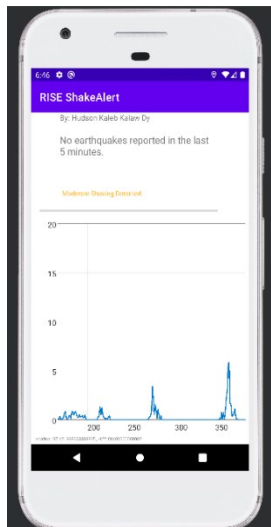 6:46
RISE ShakeAlert
By: Hudson Kaleb Kalaw Dy
No earthquakes reported in the last
5 minutes.
Moderate Shaking Detected
20
15
10
5
0
200 250 300 350